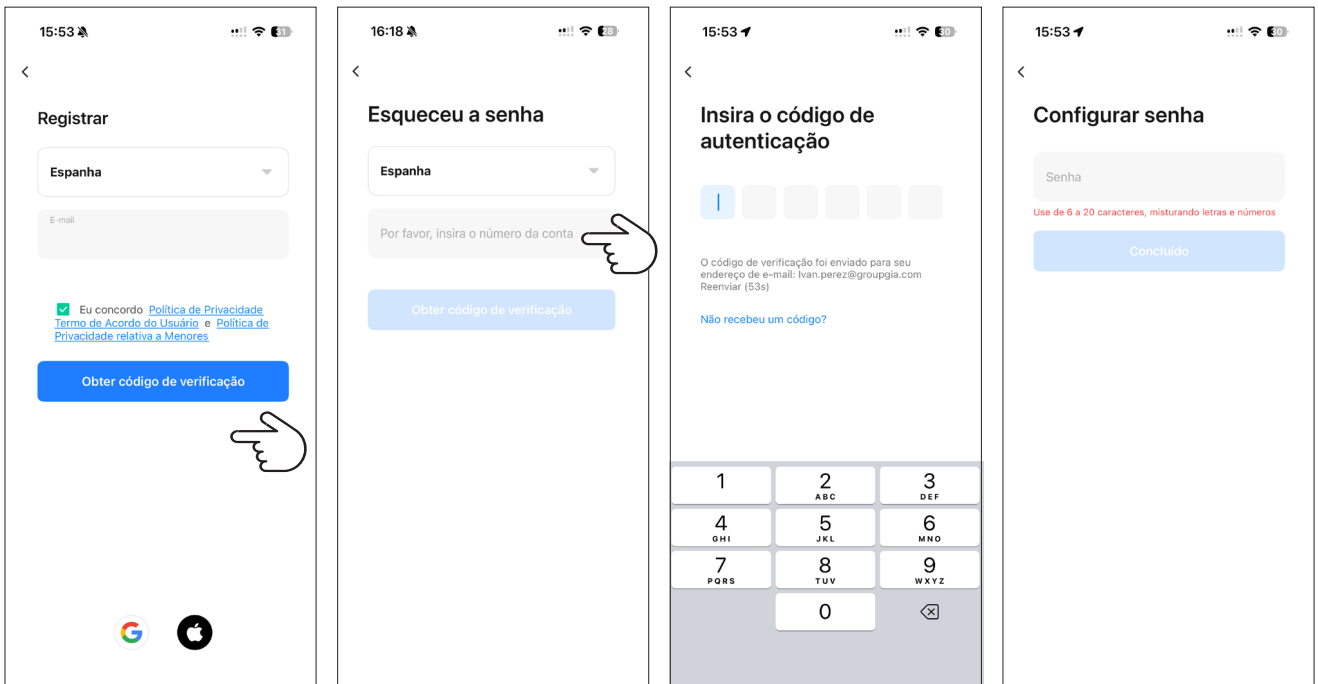 15:53
31
Registrar
Espanha
E-mail
Eu concordo Política de Privacidade
Termo de Acordo do Usuário e Política de
Privacidade relativa a Menores
Obter código de verificação
G
16:18
28
Esqueceu a senha
Espanha
Por favor, insira o número da conta
Obter código de verificação
15:53
30
Insira o código de
autenticação
O código de verificação foi enviado para seu
endereço de e-mail: Ivan.perez@groupgia.com
Reenviar (53s)
Não recebeu um código?
1 2 3
ABC DEF
4 5 6
GHI JKL MNO
7 8 9
PQRS TUV WXYZ
0
15:53
30
Configurar senha
Senha
Use de 6 a 20 caracteres, misturando letras e números
Concluído